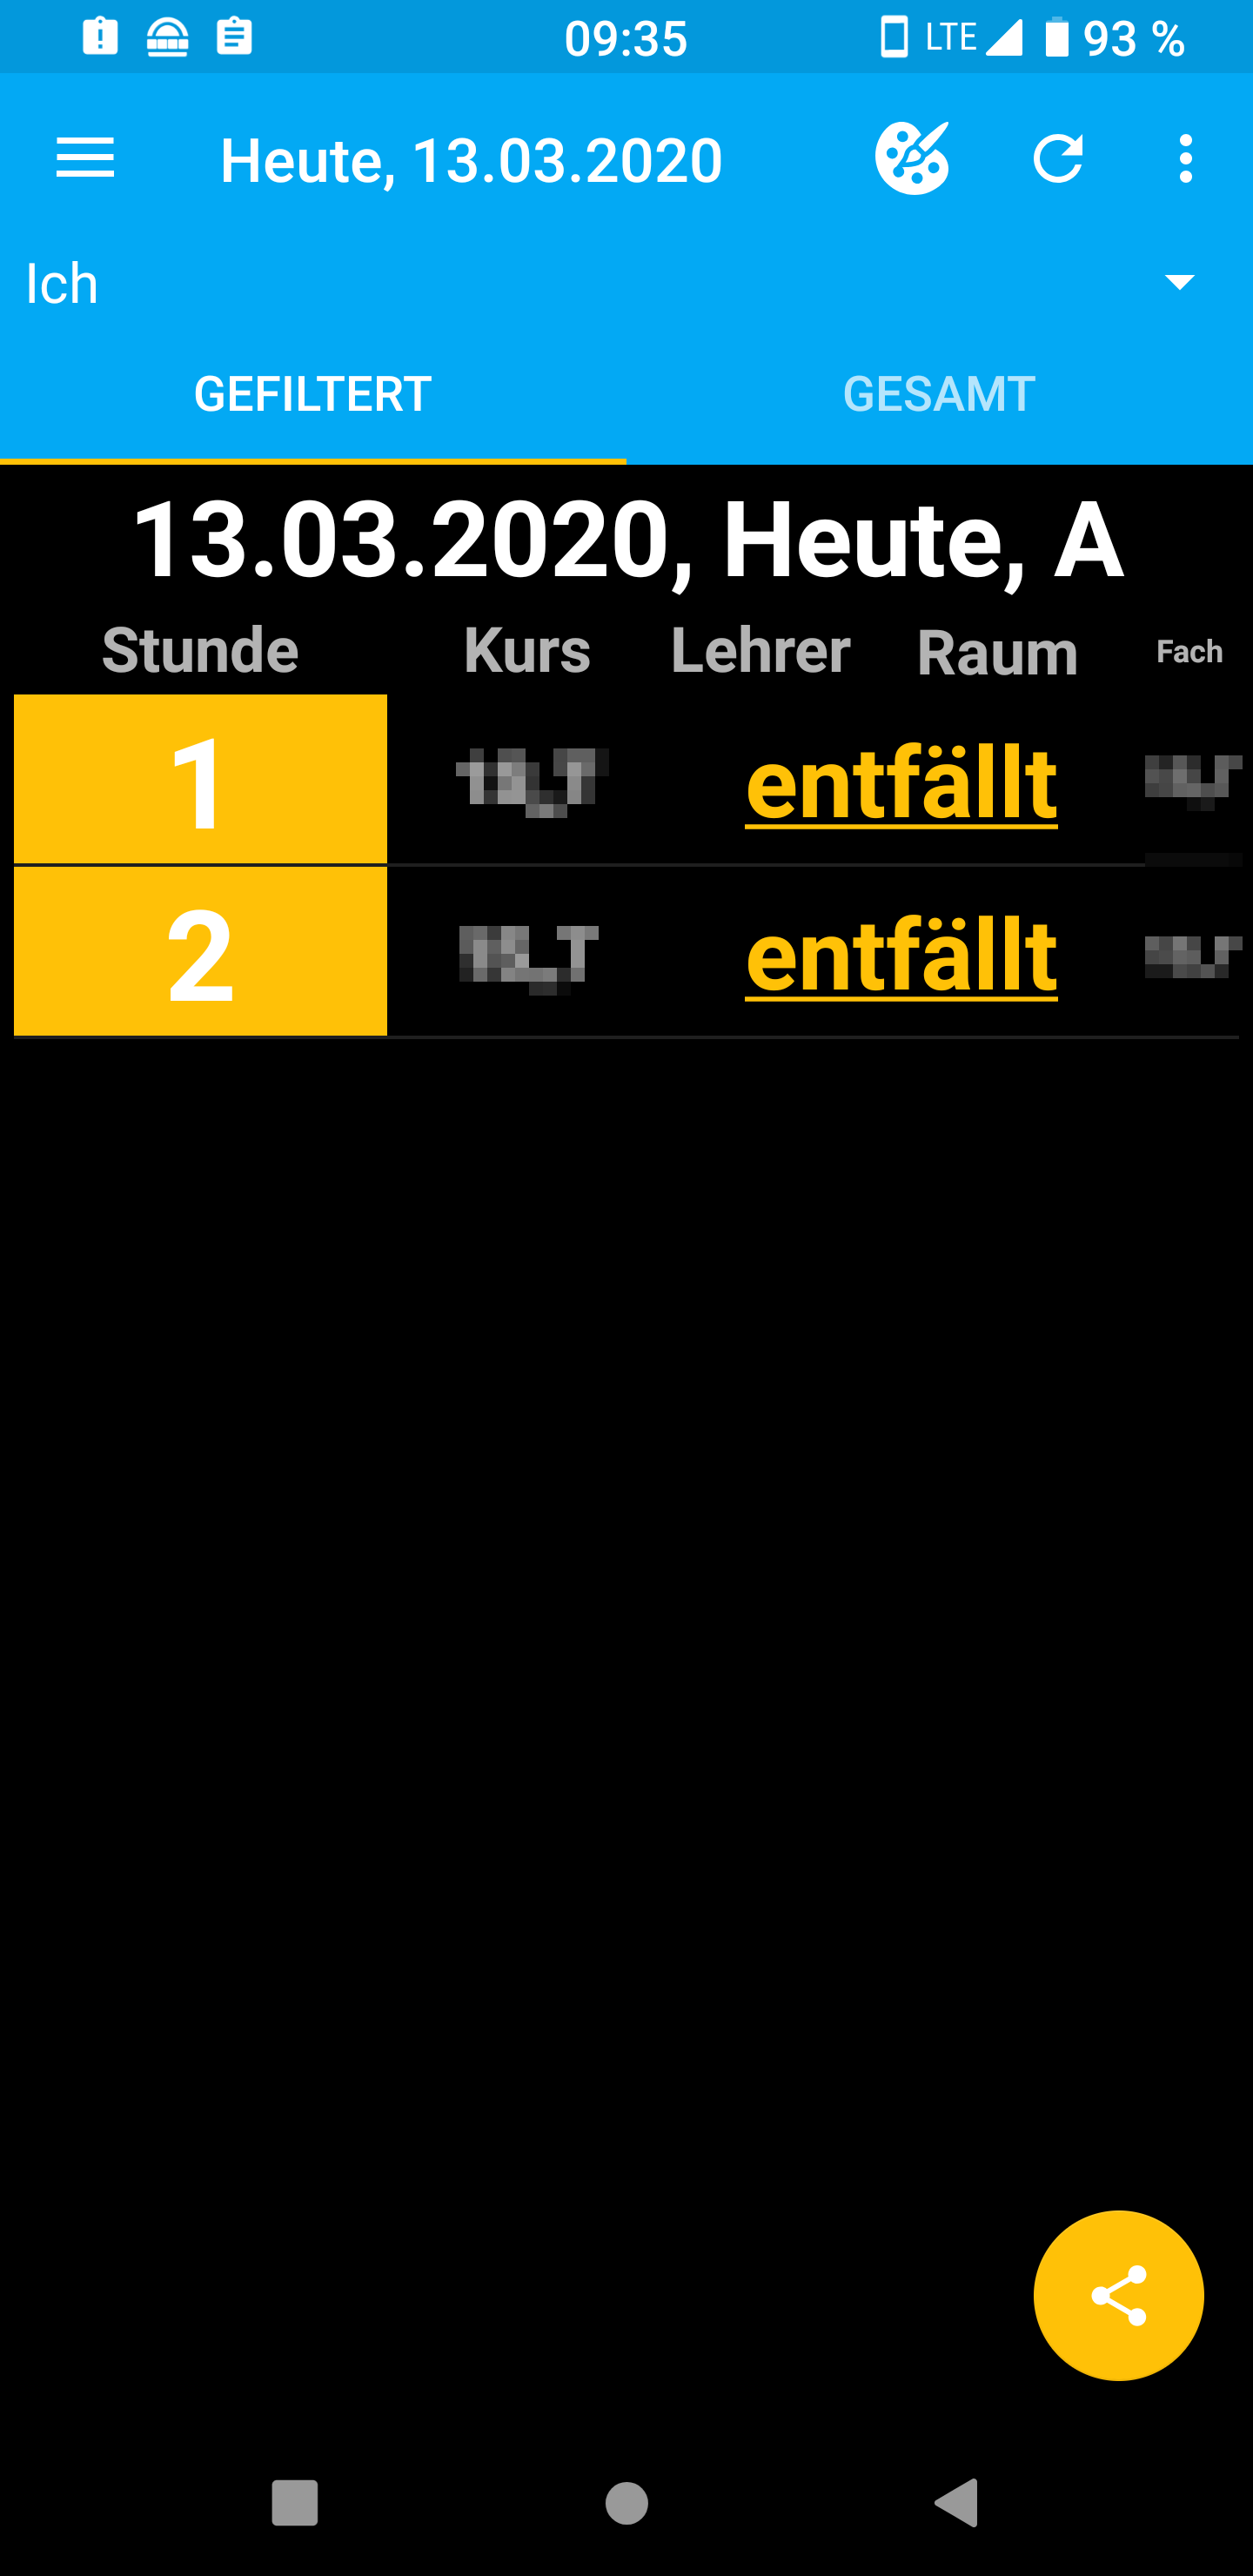 09:35 LTE 93 %
Heute, 13.03.2020
Ich
GEFILTERT GESAMT
13.03.2020, Heute, A
Stunde Kurs Lehrer Raum Fach
1 entfällt
2 entfällt